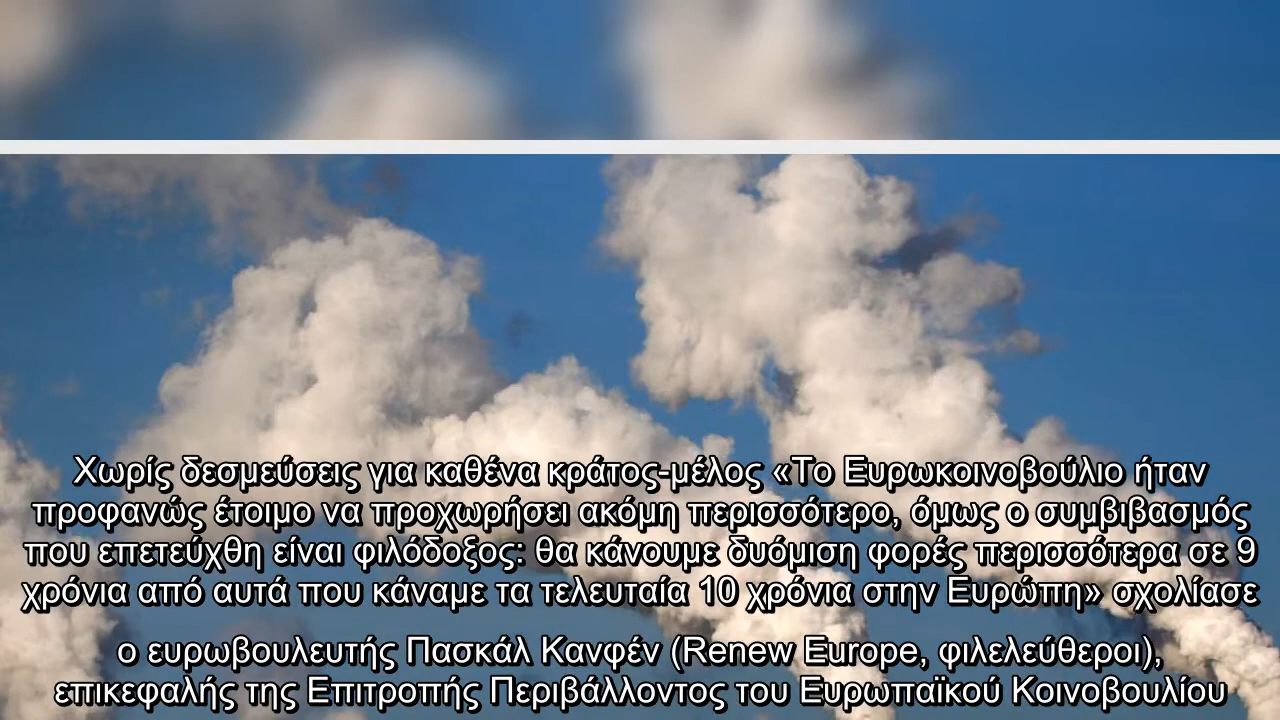 Χωρίς δεσμεύσεις για καθένα κράτος-μέλος «Το Ευρωκοινοβούλιο ήταν
προφανώς έτοιμο να προχωρήσει ακόμη περισσότερο, όμως ο συμβιβασμός
που επετεύχθη είναι φιλόδοξος: θα κάνουμε δυόμιση φορές περισσότερα σε 9
χρόνια από αυτά που κάναμε τα τελευταία 10 χρόνια στην Ευρώπη» σχολίασε
ο ευρωβουλευτής Πασκάλ Κανφέν (Renew Europe, φιλελεύθεροι),
επικεφαλής της Επιτροπής Περιβάλλοντος του Ευρωπαϊκού Κοινοβουλίου